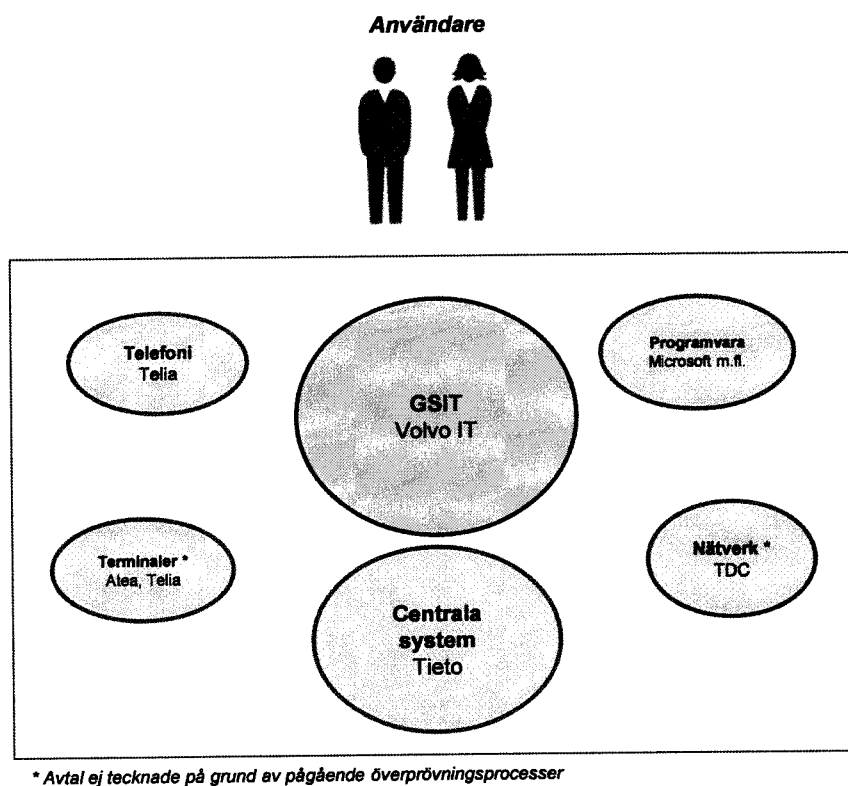 Användare
Telefoni
Telia
GSIT
Volvo IT
Programvara
Microsoft m.fl.
Terminaler *
Atea, Telia
Centrala
system
Tieto
Nätverk *
TDC
* Avtal ej tecknade på grund av pågående överprövningsprocesser